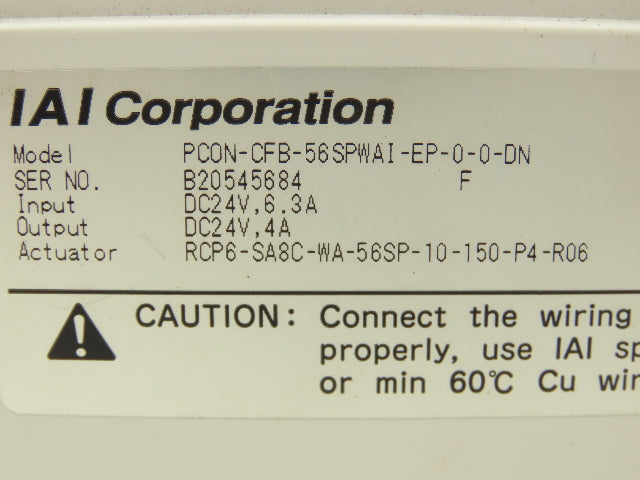 IAI Corporation
Model PCON-CFB-56SPWAI-EP-0-0-DN
SER NO. B20545684 F
Input DC24V,6.3A
Output DC24V,4A
Actuator RCP6-SA8C-WA-56SP-10-150-P4-R06
CAUTION: Connect the wiring
properly, use IAI sp
or min 60℃ Cu wir